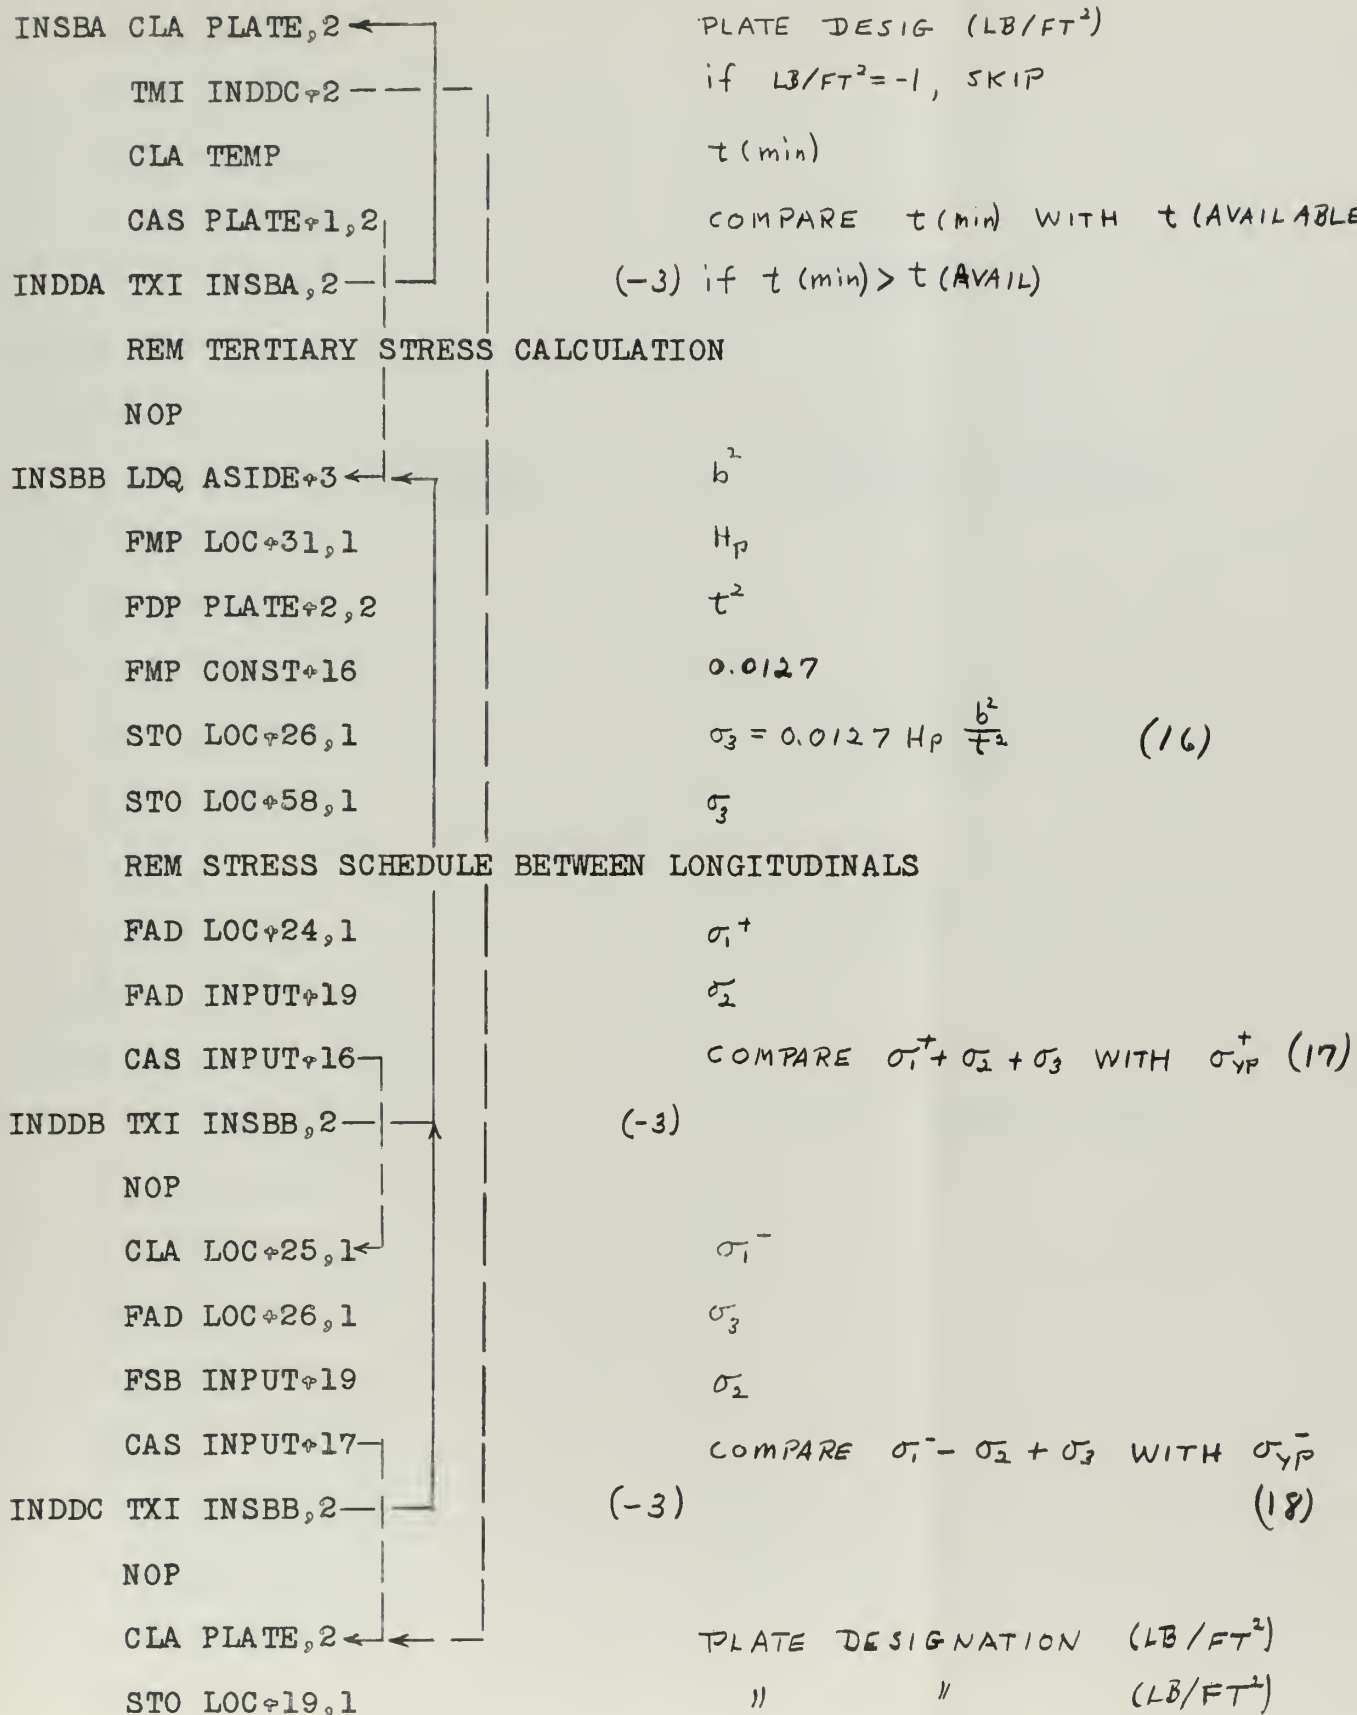 INSBA CLA PLATE,2 PLATE DESIG (LB/FT²)
TMI INDDC+2 if LB/FT² = -1, SKIP
CLA TEMP t (min)
CAS PLATE+1,2 COMPARE t (min) WITH t (AVAILABLE
INDDA TXI INSBA,2 (-3) if t (min) > t (AVAIL)
REM TERTIARY STRESS CALCULATION
NOP
INSBB LDQ ASIDE+3 b²
FMP LOC+31,1 Hp
FDP PLATE+2,2 t²
FMP CONST+16 0.0127
STO LOC+26,1 σ₃ = 0.0127 Hp b²/t² (16)
STO LOC+58,1 σ₃
REM STRESS SCHEDULE BETWEEN LONGITUDINALS
FAD LOC+24,1 σ₁⁺
FAD INPUT+19 σ₂
CAS INPUT+16 COMPARE σ₁⁺ + σ₂ + σ₃ WITH σ⁺yp (17)
INDDB TXI INSBB,2 (-3)
NOP
CLA LOC+25,1 σ₁⁻
FAD LOC+26,1 σ₃
FSB INPUT+19 σ₂
CAS INPUT+17 COMPARE σ₁⁻ - σ₂ + σ₃ WITH σ⁻yp
INDDC TXI INSBB,2 (-3) (18)
NOP
CLA PLATE,2 PLATE DESIGNATION (LB/FT²)
STO LOC+19,1 " " (LB/FT²)